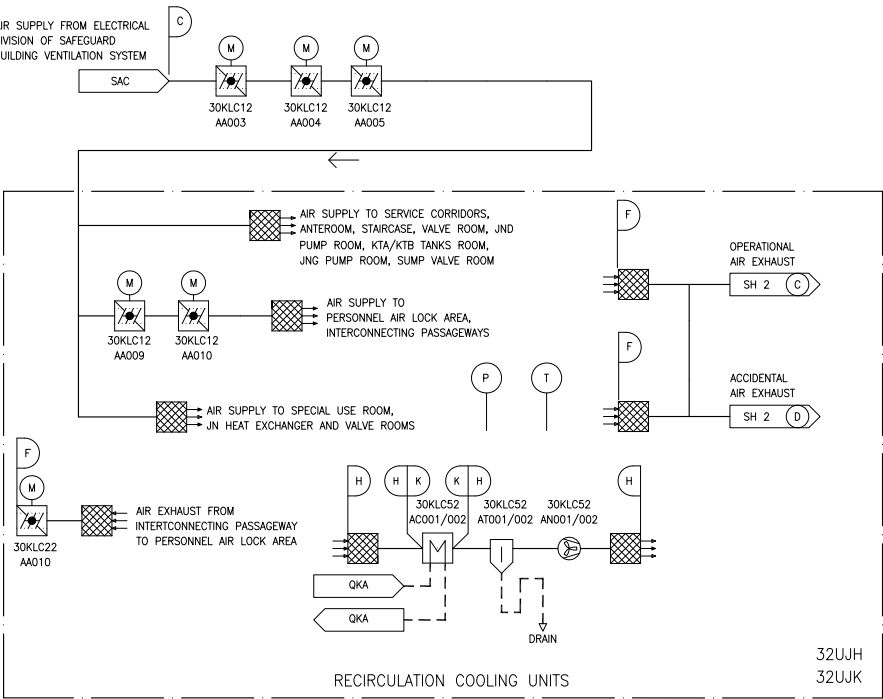 AIR SUPPLY FROM ELECTRICAL
DIVISION OF SAFEGUARD
BUILDING VENTILATION SYSTEM
C
SAC
M
M
M
30KLC12
AA003
30KLC12
AA004
30KLC12
AA005
AIR SUPPLY TO SERVICE CORRIDORS,
ANTEROOM, STAIRCASE, VALVE ROOM, JND
PUMP ROOM, KTA/KTB TANKS ROOM,
JNG PUMP ROOM, SUMP VALVE ROOM
F
OPERATIONAL
AIR EXHAUST
SH 2
C
M
M
30KLC12
AA009
30KLC12
AA010
AIR SUPPLY TO
PERSONNEL AIR LOCK AREA,
INTERCONNECTING PASSAGEWAYS
F
ACCIDENTAL
AIR EXHAUST
SH 2
D
P
T
AIR SUPPLY TO SPECIAL USE ROOM,
JN HEAT EXCHANGER AND VALVE ROOMS
F
M
30KLC22
AA010
AIR EXHAUST FROM
INTERTCONNECTING PASSAGEWAY
TO PERSONNEL AIR LOCK AREA
H
H
K
K
H
H
30KLC52
AC001/002
30KLC52
AT001/002
30KLC52
AN001/002
QKA
QKA
DRAIN
RECIRCULATION COOLING UNITS
32UJH
32UJK